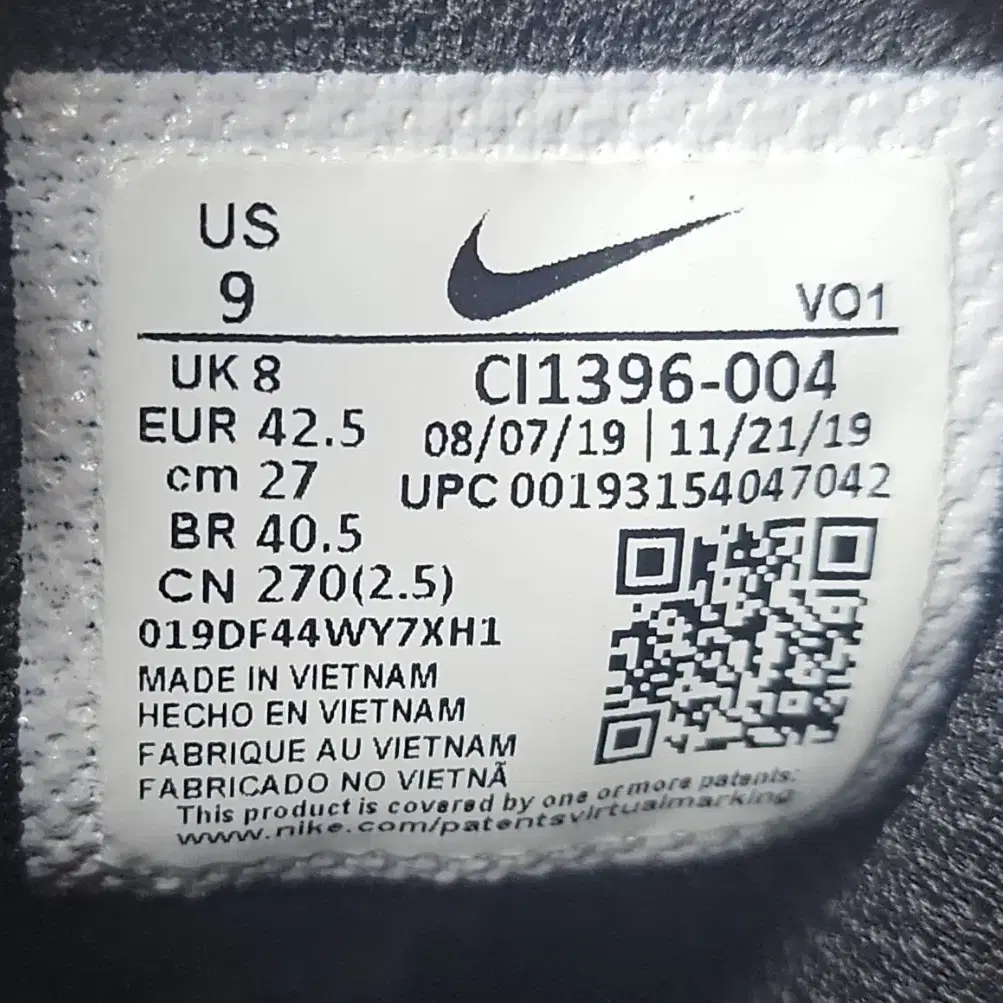 US
9
VO1
UK 8
CI1396-004
EUR 42.5
08/07/19 | 11/21/19
cm 27
UPC 00193154047042
BR 40.5
CN 270(2.5)
019DF44WY7XH1
MADE IN VIETNAM
HECHO EN VIETNAM
FABRIQUE AU VIETNAM
FABRICADO NO VIETNÃ
This product is covered by one or more patents:
www.nike.com/patentsvirtualmarking